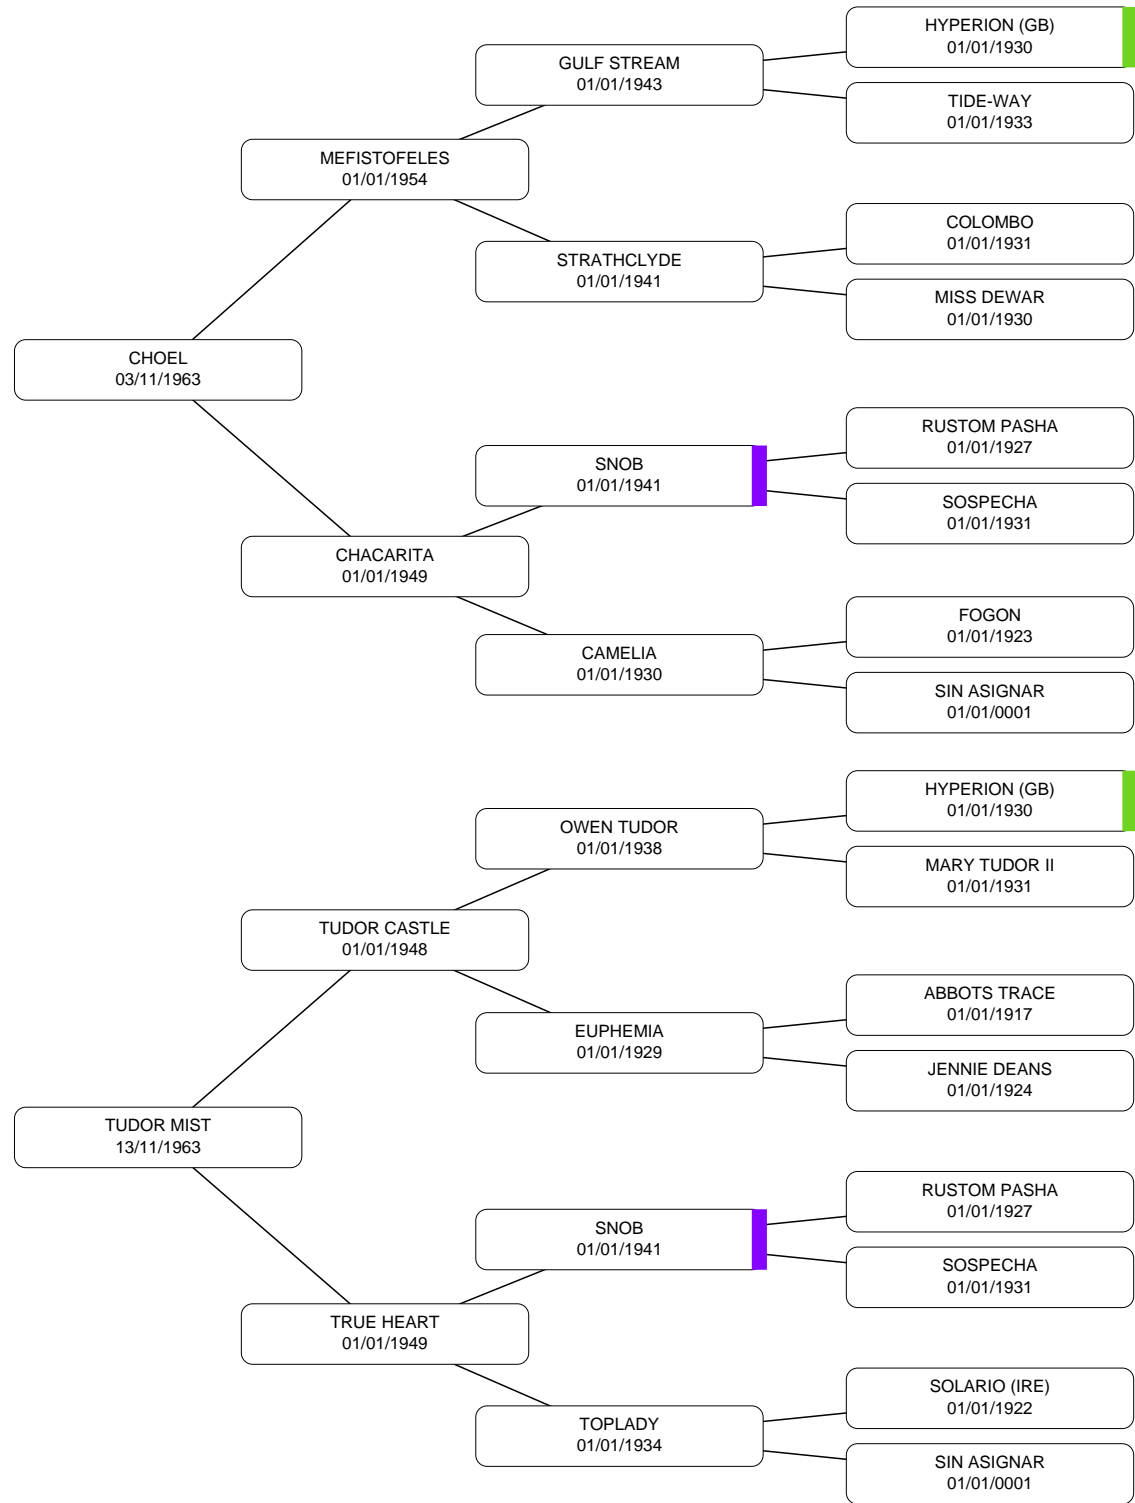 HYPERION (GB)
01/01/1930
GULF STREAM
01/01/1943
TIDE-WAY
01/01/1933
MEFISTOFELES
01/01/1954
COLOMBO
01/01/1931
STRATHCLYDE
01/01/1941
MISS DEWAR
01/01/1930
CHOEL
03/11/1963
RUSTOM PASHA
01/01/1927
SNOB
01/01/1941
SOSPECHA
01/01/1931
CHACARITA
01/01/1949
FOGON
01/01/1923
CAMELIA
01/01/1930
SIN ASIGNAR
01/01/0001
HYPERION (GB)
01/01/1930
OWEN TUDOR
01/01/1938
MARY TUDOR II
01/01/1931
TUDOR CASTLE
01/01/1948
ABBOTS TRACE
01/01/1917
EUPHEMIA
01/01/1929
JENNIE DEANS
01/01/1924
TUDOR MIST
13/11/1963
RUSTOM PASHA
01/01/1927
SNOB
01/01/1941
SOSPECHA
01/01/1931
TRUE HEART
01/01/1949
SOLARIO (IRE)
01/01/1922
TOPLADY
01/01/1934
SIN ASIGNAR
01/01/0001